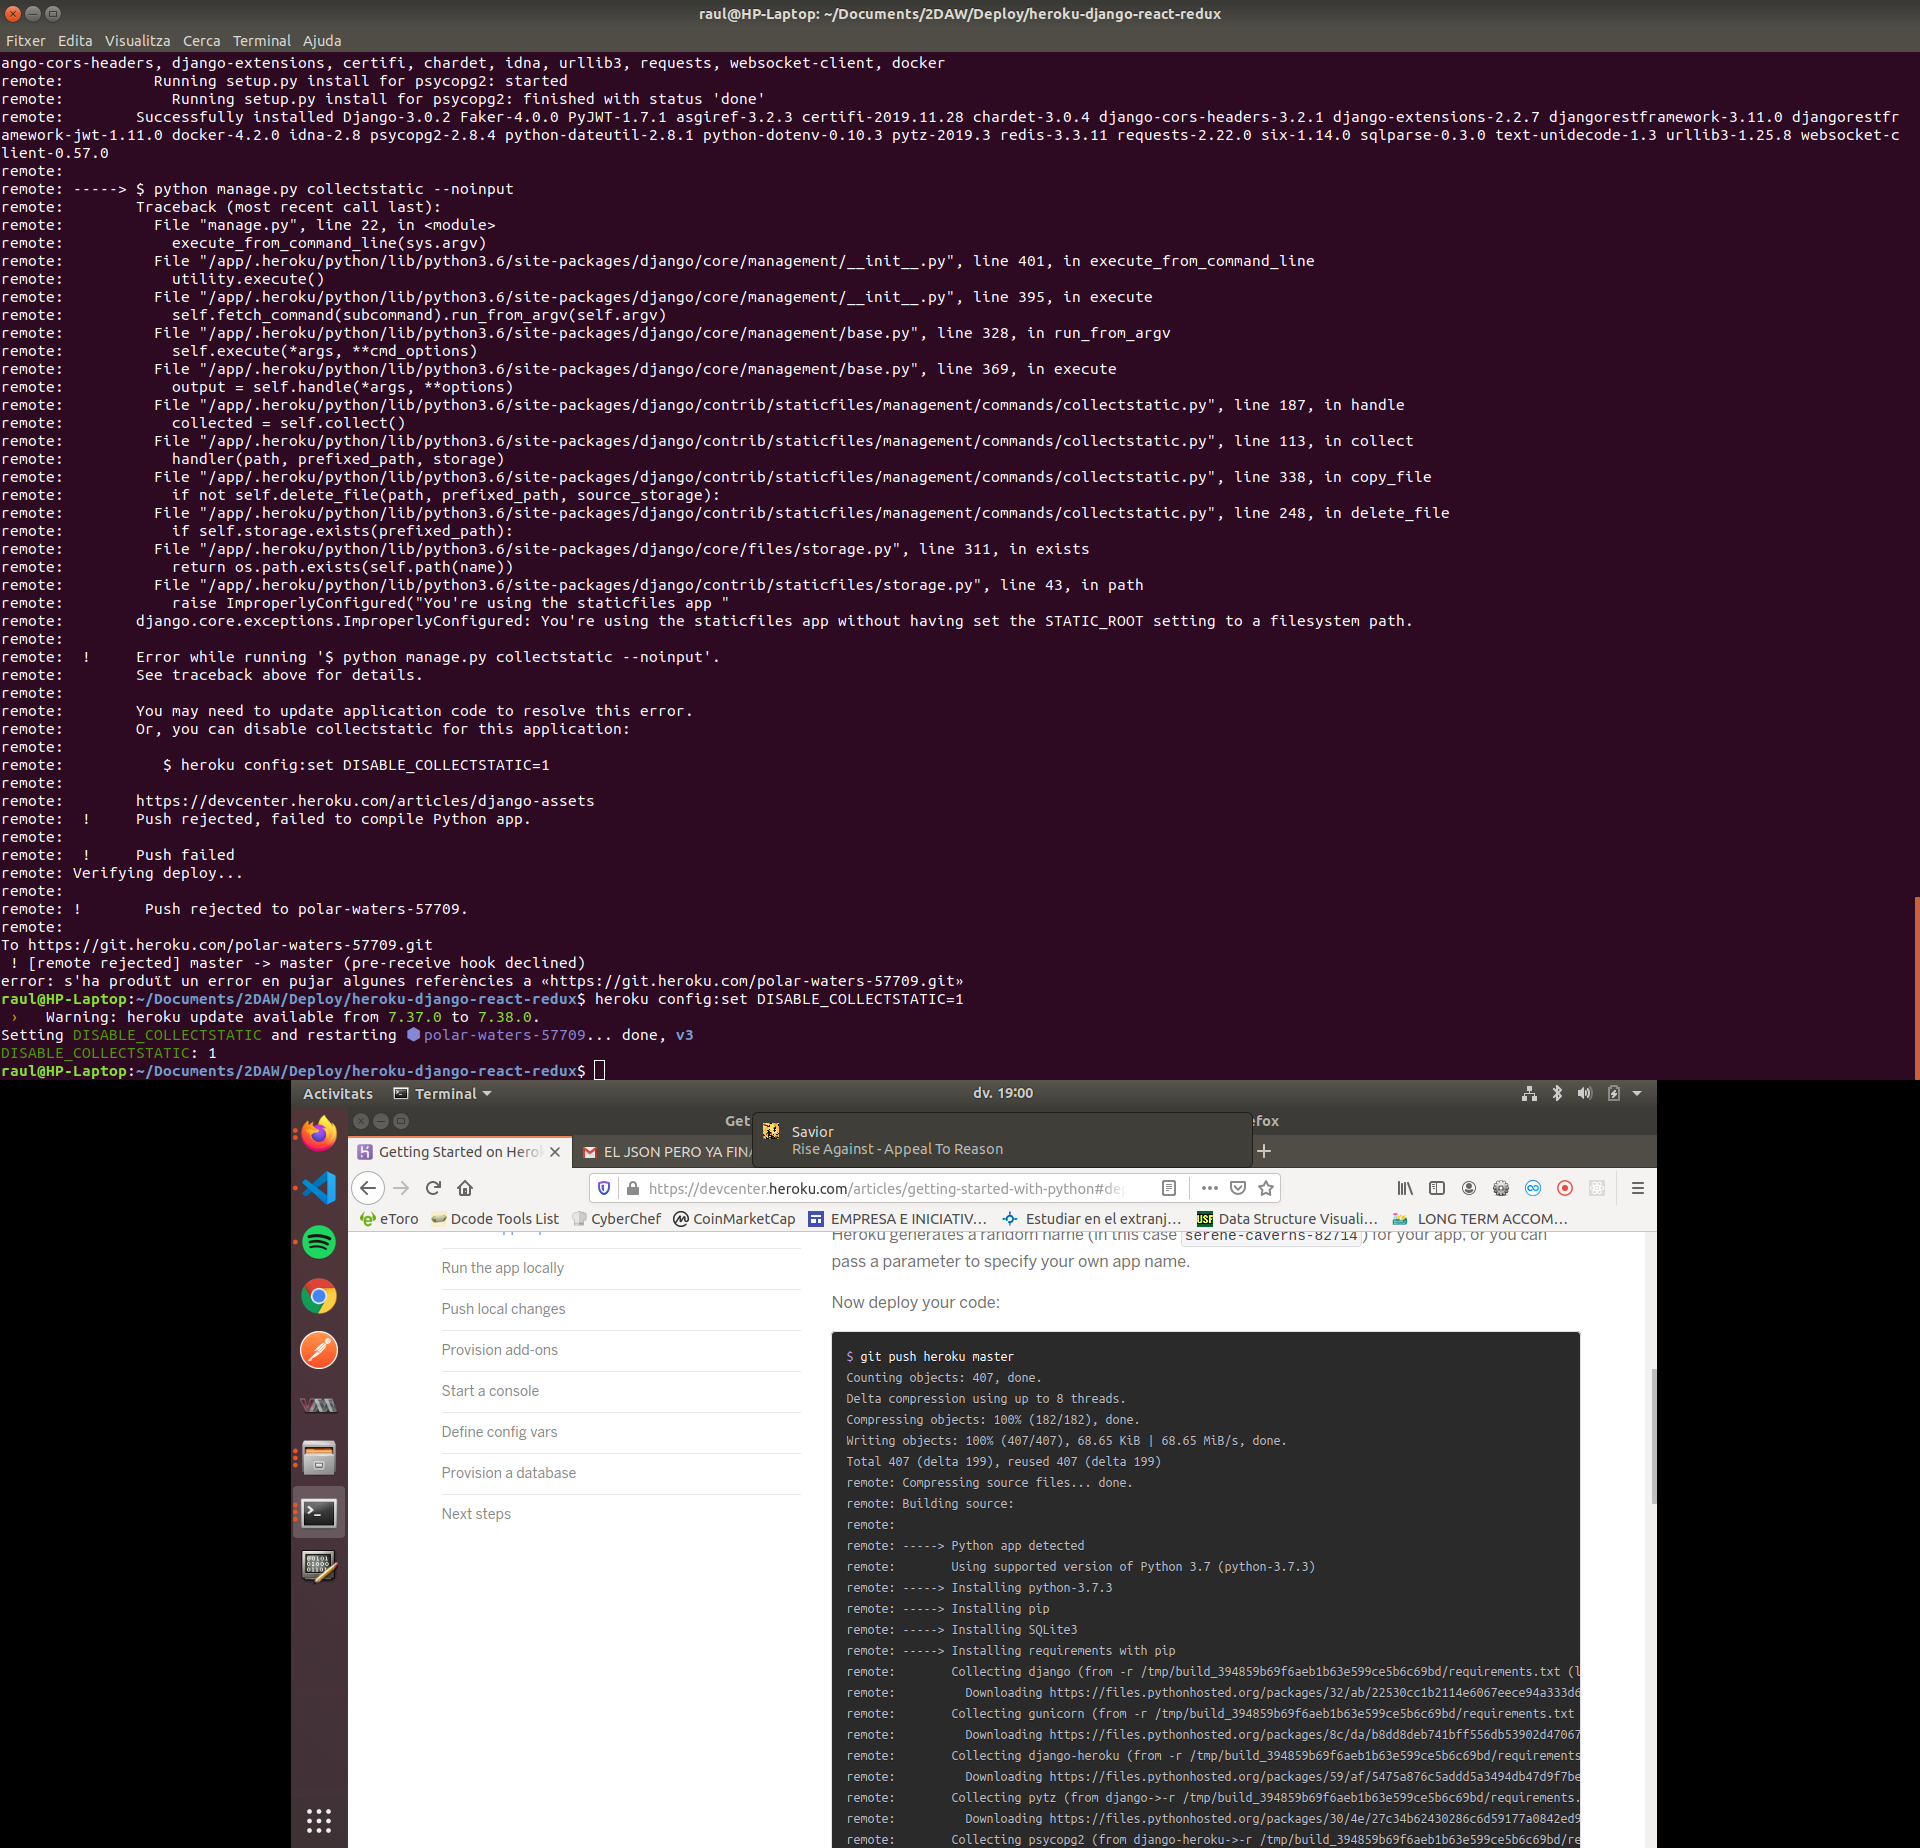 raul@HP-Laptop: ~/Documents/2DAW/Deploy/heroku-django-react-redux
Fitxer Edita Visualitza Cerca Terminal Ajuda
ango-cors-headers, django-extensions, certifi, chardet, idna, urllib3, requests, websocket-client, docker
remote:          Running setup.py install for psycopg2: started
remote:            Running setup.py install for psycopg2: finished with status 'done'
remote:        Successfully installed Django-3.0.2 Faker-4.0.0 PyJWT-1.7.1 asgiref-3.2.3 certifi-2019.11.28 chardet-3.0.4 django-cors-headers-3.2.1 django-extensions-2.2.7 djangorestframework-3.11.0 djangorestfr
amework-jwt-1.11.0 docker-4.2.0 idna-2.8 psycopg2-2.8.4 python-dateutil-2.8.1 python-dotenv-0.10.3 pytz-2019.3 redis-3.3.11 requests-2.22.0 six-1.14.0 sqlparse-0.3.0 text-unidecode-1.3 urllib3-1.25.8 websocket-c
lient-0.57.0
remote:
remote: -----> $ python manage.py collectstatic --noinput
remote:        Traceback (most recent call last):
remote:          File "manage.py", line 22, in <module>
remote:            execute_from_command_line(sys.argv)
remote:          File "/app/.heroku/python/lib/python3.6/site-packages/django/core/management/__init__.py", line 401, in execute_from_command_line
remote:            utility.execute()
remote:          File "/app/.heroku/python/lib/python3.6/site-packages/django/core/management/__init__.py", line 395, in execute
remote:            self.fetch_command(subcommand).run_from_argv(self.argv)
remote:          File "/app/.heroku/python/lib/python3.6/site-packages/django/core/management/base.py", line 328, in run_from_argv
remote:            self.execute(*args, **cmd_options)
remote:          File "/app/.heroku/python/lib/python3.6/site-packages/django/core/management/base.py", line 369, in execute
remote:            output = self.handle(*args, **options)
remote:          File "/app/.heroku/python/lib/python3.6/site-packages/django/contrib/staticfiles/management/commands/collectstatic.py", line 187, in handle
remote:            collected = self.collect()
remote:          File "/app/.heroku/python/lib/python3.6/site-packages/django/contrib/staticfiles/management/commands/collectstatic.py", line 113, in collect
remote:            handler(path, prefixed_path, storage)
remote:          File "/app/.heroku/python/lib/python3.6/site-packages/django/contrib/staticfiles/management/commands/collectstatic.py", line 338, in copy_file
remote:            if not self.delete_file(path, prefixed_path, source_storage):
remote:          File "/app/.heroku/python/lib/python3.6/site-packages/django/contrib/staticfiles/management/commands/collectstatic.py", line 248, in delete_file
remote:            if self.storage.exists(prefixed_path):
remote:          File "/app/.heroku/python/lib/python3.6/site-packages/django/core/files/storage.py", line 311, in exists
remote:            return os.path.exists(self.path(name))
remote:          File "/app/.heroku/python/lib/python3.6/site-packages/django/contrib/staticfiles/storage.py", line 43, in path
remote:            raise ImproperlyConfigured("You're using the staticfiles app "
remote:        django.core.exceptions.ImproperlyConfigured: You're using the staticfiles app without having set the STATIC_ROOT setting to a filesystem path.
remote:
remote:  !     Error while running '$ python manage.py collectstatic --noinput'.
remote:        See traceback above for details.
remote:
remote:        You may need to update application code to resolve this error.
remote:        Or, you can disable collectstatic for this application:
remote:
remote:           $ heroku config:set DISABLE_COLLECTSTATIC=1
remote:
remote:        https://devcenter.heroku.com/articles/django-assets
remote:  !     Push rejected, failed to compile Python app.
remote:
remote:  !     Push failed
remote: Verifying deploy...
remote:
remote: !       Push rejected to polar-waters-57709.
remote:
To https://git.heroku.com/polar-waters-57709.git
 ! [remote rejected] master -> master (pre-receive hook declined)
error: s'ha produït un error en pujar algunes referències a «https://git.heroku.com/polar-waters-57709.git»
raul@HP-Laptop:~/Documents/2DAW/Deploy/heroku-django-react-redux$ heroku config:set DISABLE_COLLECTSTATIC=1
 ›   Warning: heroku update available from 7.37.0 to 7.38.0.
Setting DISABLE_COLLECTSTATIC and restarting ⬢ polar-waters-57709... done, v3
DISABLE_COLLECTSTATIC: 1
raul@HP-Laptop:~/Documents/2DAW/Deploy/heroku-django-react-redux$
Activitats Terminal dv. 19:00
Get efox
Savior
Rise Against - Appeal To Reason
Getting Started on Hero EL JSON PERO YA FIN
https://devcenter.heroku.com/articles/getting-started-with-python#de
eToro Dcode Tools List CyberChef CoinMarketCap EMPRESA E INICIATIV… Estudiar en el extranj… Data Structure Visuali… LONG TERM ACCOM…
Run the app locally
Push local changes
Provision add-ons
Start a console
Define config vars
Provision a database
Next steps
Heroku generates a random name (in this case serene-caverns-82714) for your app, or you can
pass a parameter to specify your own app name.
Now deploy your code:
$ git push heroku master
Counting objects: 407, done.
Delta compression using up to 8 threads.
Compressing objects: 100% (182/182), done.
Writing objects: 100% (407/407), 68.65 KiB | 68.65 MiB/s, done.
Total 407 (delta 199), reused 407 (delta 199)
remote: Compressing source files... done.
remote: Building source:
remote:
remote: -----> Python app detected
remote:        Using supported version of Python 3.7 (python-3.7.3)
remote: -----> Installing python-3.7.3
remote: -----> Installing pip
remote: -----> Installing SQLite3
remote: -----> Installing requirements with pip
remote:        Collecting django (from -r /tmp/build_394859b69f6aeb1b63e599ce5b6c69bd/requirements.txt (l
remote:          Downloading https://files.pythonhosted.org/packages/32/ab/22530cc1b2114e6067eece94a333d6
remote:        Collecting gunicorn (from -r /tmp/build_394859b69f6aeb1b63e599ce5b6c69bd/requirements.txt
remote:          Downloading https://files.pythonhosted.org/packages/8c/da/b8dd8deb741bff556db53902d47067
remote:        Collecting django-heroku (from -r /tmp/build_394859b69f6aeb1b63e599ce5b6c69bd/requirements
remote:          Downloading https://files.pythonhosted.org/packages/59/af/5475a876c5addd5a3494db47d9f7be
remote:        Collecting pytz (from django->-r /tmp/build_394859b69f6aeb1b63e599ce5b6c69bd/requirements.
remote:          Downloading https://files.pythonhosted.org/packages/30/4e/27c34b62430286c6d59177a0842ed9
remote:        Collecting psycopg2 (from django-heroku->-r /tmp/build_394859b69f6aeb1b63e599ce5b6c69bd/re